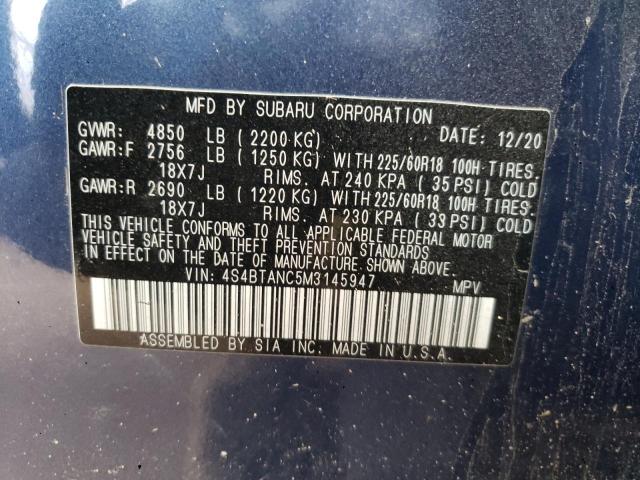 MFD BY SUBARU CORPORATION
GVWR: 4850 LB ( 2200 KG) DATE: 12/20
GAWR:F 2756 LB ( 1250 KG) WITH 225/60R18 100H TIRES.
18X7J RIMS. AT 240 KPA ( 35 PSI) COLD
GAWR:R 2690 LB ( 1220 KG) WITH 225/60R18 100H TIRES.
18X7J RIMS. AT 230 KPA ( 33 PSI) COLD
THIS VEHICLE CONFORMS TO ALL APPLICABLE FEDERAL MOTOR
VEHICLE SAFETY AND THEFT PREVENTION STANDARDS
IN EFFECT ON THE DATE OF MANUFACTURE SHOWN ABOVE.
VIN: 4S4BTANC5M3145947 MPV
ASSEMBLED BY SIA INC. MADE IN U.S.A.